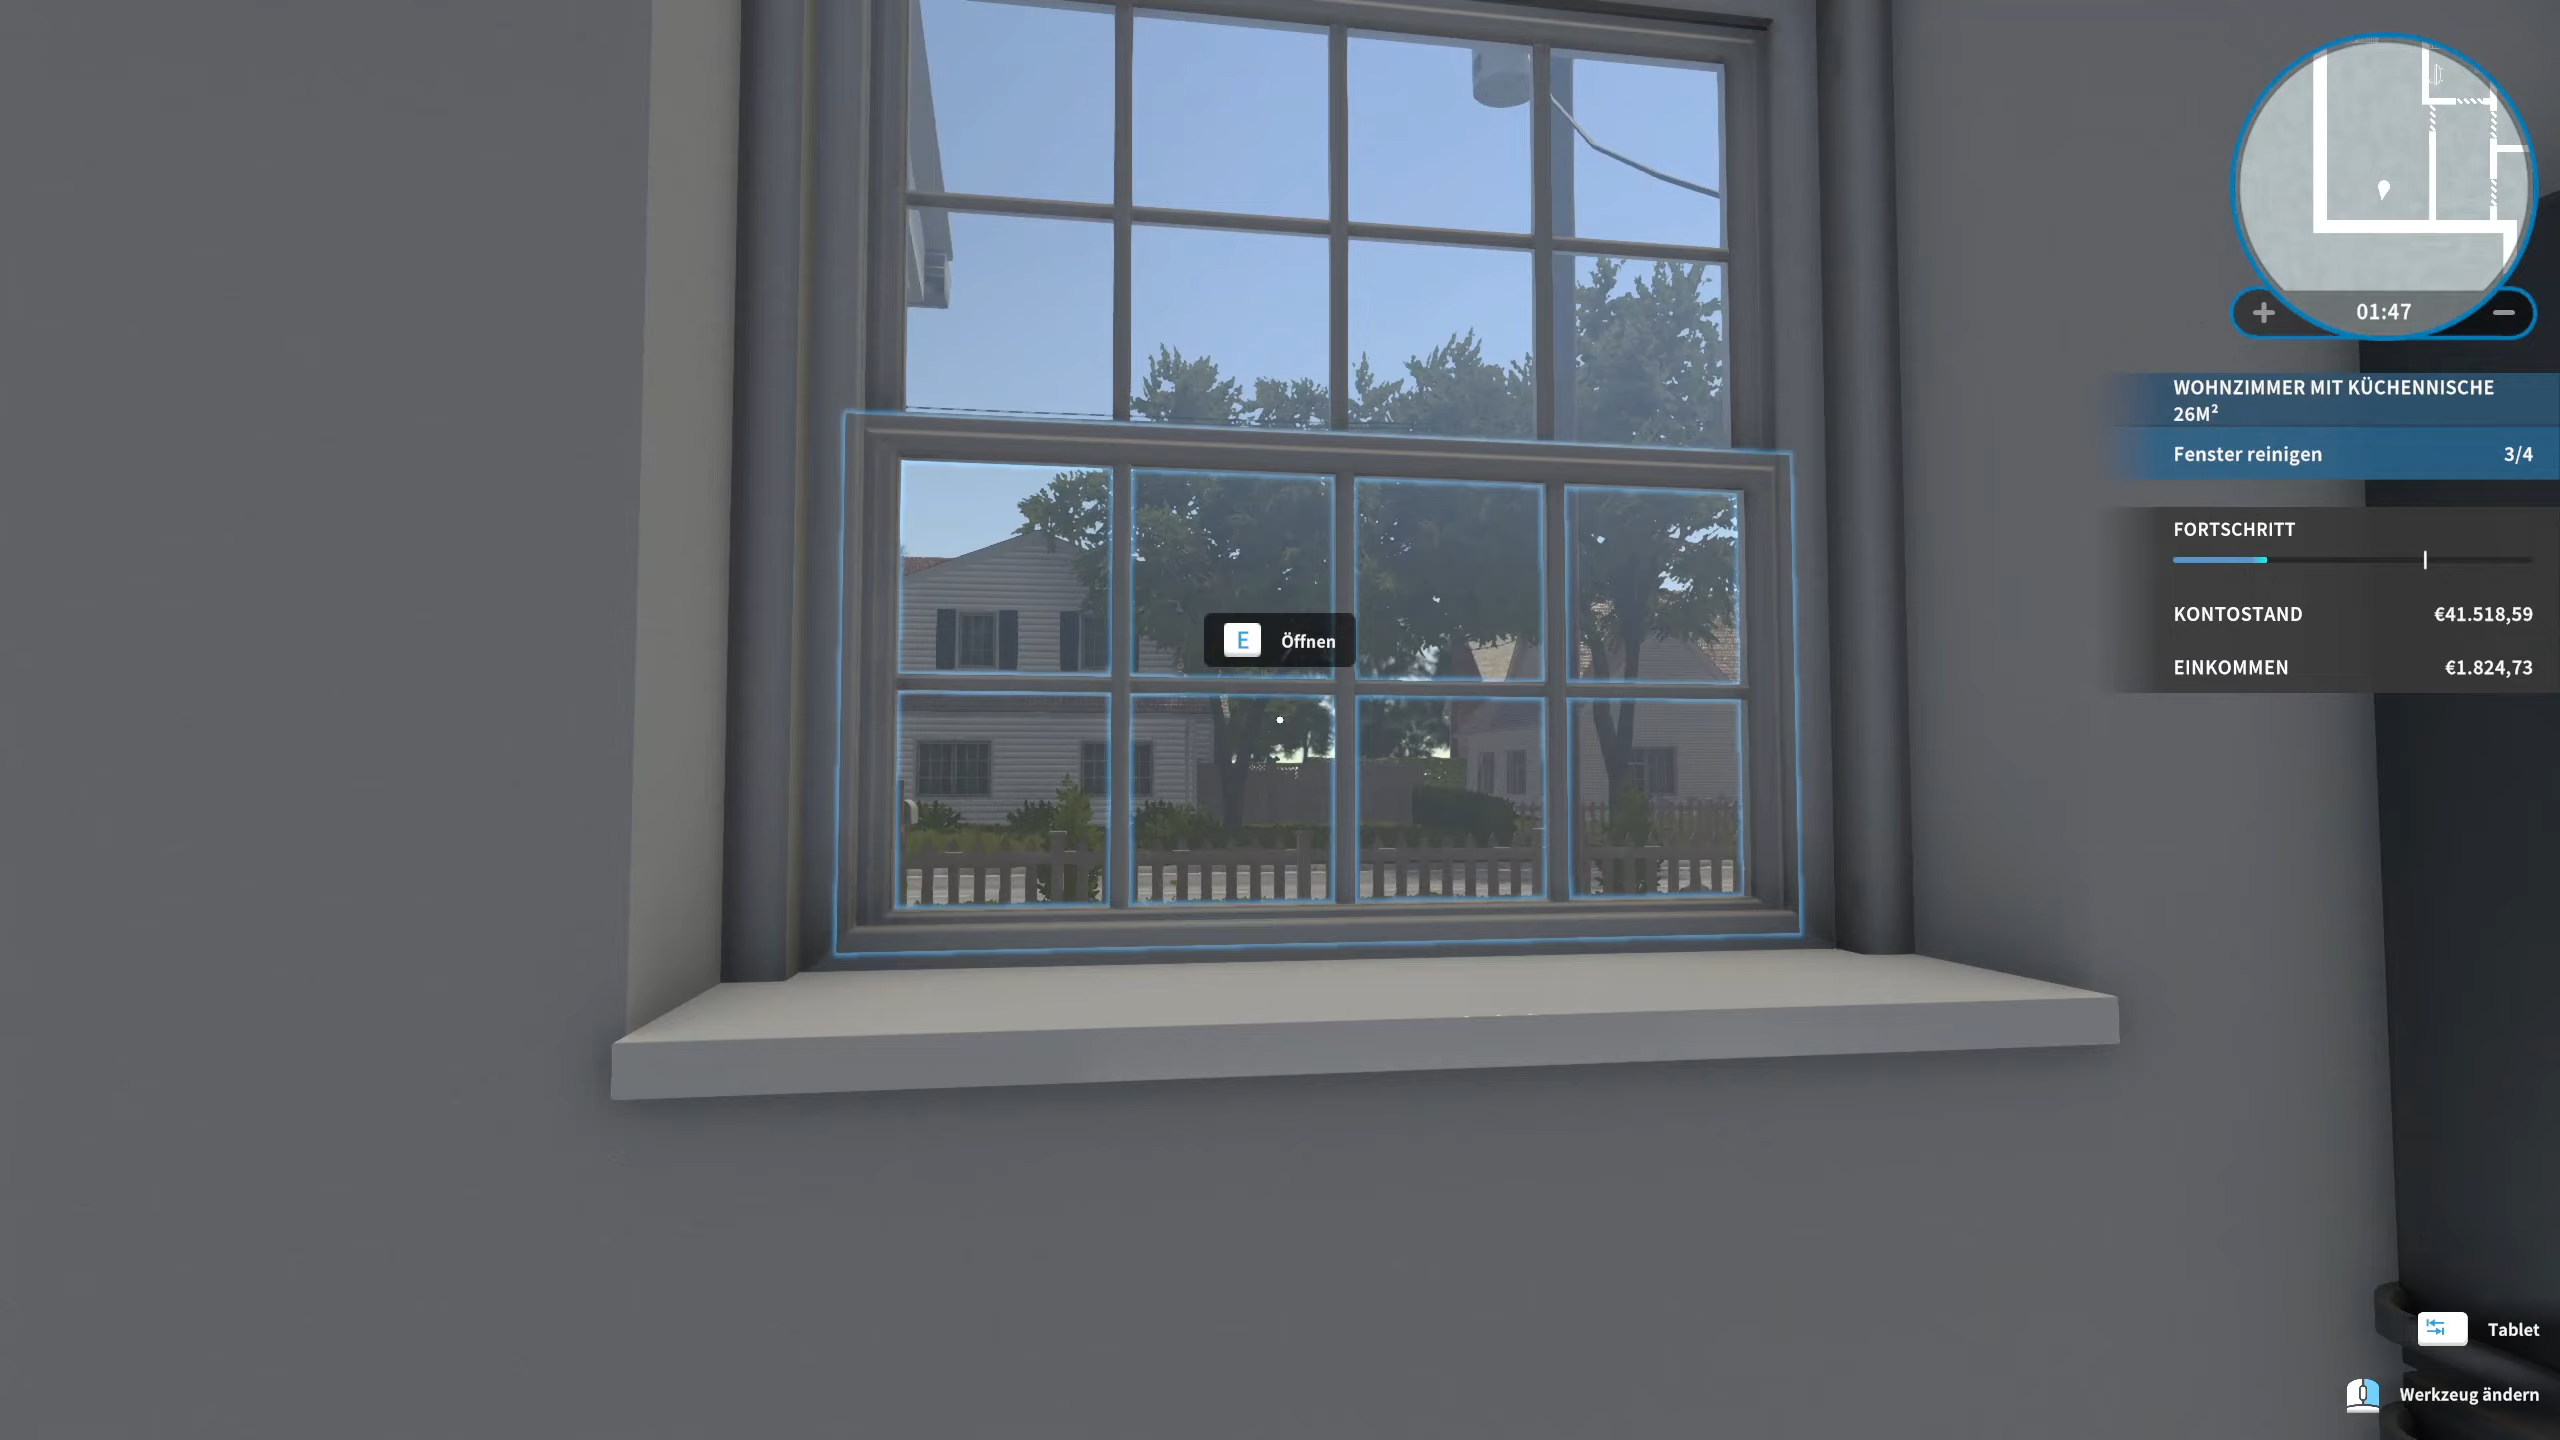 01:47
WOHNZIMMER MIT KÜCHENNISCHE
26M²
Fenster reinigen 3/4
FORTSCHRITT
KONTOSTAND €41.518,59
E Öffnen
EINKOMMEN €1.824,73
Tablet
Werkzeug ändern